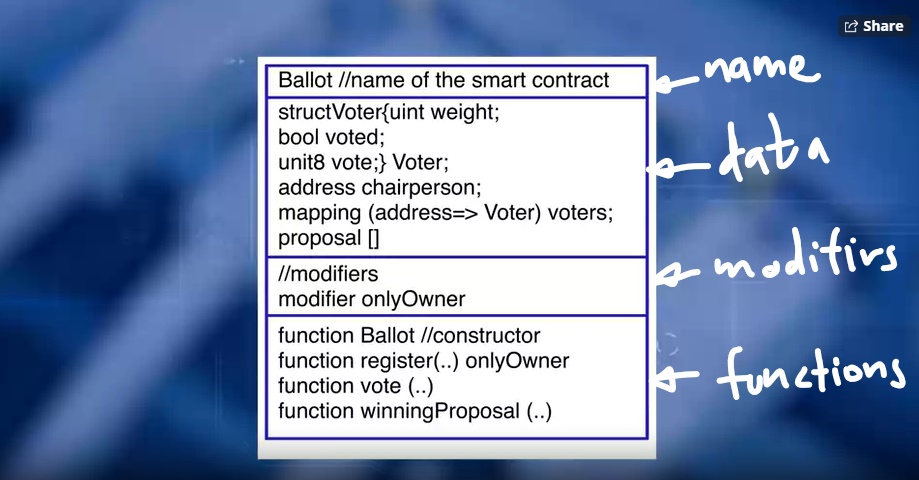 Share
Ballot //name of the smart contract
name
structVoter{uint weight;
bool voted;
unit8 vote;} Voter;
address chairperson;
mapping (address=> Voter) voters;
proposal []
data
//modifiers
modifier onlyOwner
modifirs
function Ballot //constructor
function register(..) onlyOwner
function vote (..)
function winningProposal (..)
functions